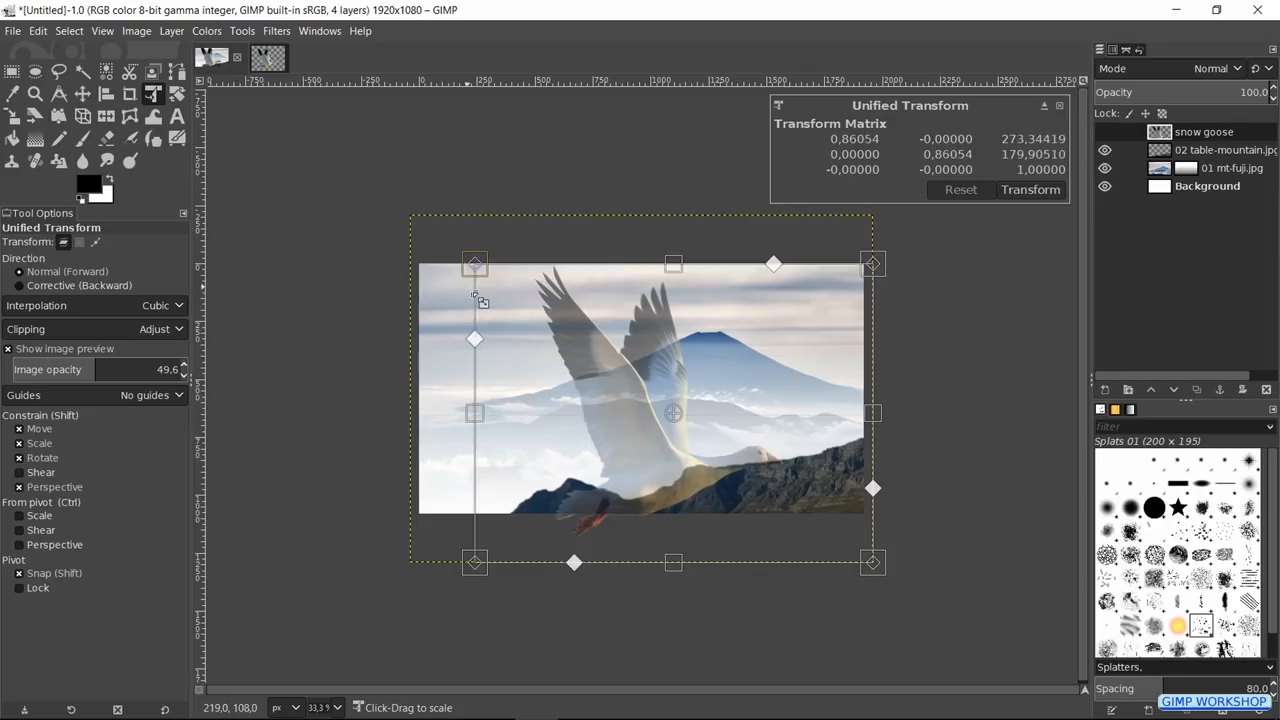 *[Untitled]-1.0 (RGB color 8-bit gamma integer, GIMP built-in sRGB, 4 layers) 1920x1080 – GIMP
File Edit Select View Image Layer Colors Tools Filters Windows Help
Unified Transform
Transform Matrix
0,86054 -0,00000 273,34419
0,00000 0,86054 179,90510
-0,00000 -0,00000 1,00000
Reset Transform
Tool Options
Unified Transform
Transform:
Direction
Normal (Forward)
Corrective (Backward)
Interpolation Cubic
Clipping Adjust
Show image preview
Image opacity 49,6
Guides No guides
Constrain (Shift)
Move
Scale
Rotate
Shear
Perspective
From pivot (Ctrl)
Scale
Shear
Perspective
Pivot
Snap (Shift)
Lock
219,0, 108,0 px 33,3 % Click-Drag to scale
Mode Normal
Opacity 100,0
Lock:
snow goose
02 table-mountain.jpg
01 mt-fuji.jpg
Background
filter
Splats 01 (200 × 195)
Splatters,
Spacing 80,0
GIMP WORKSHOP